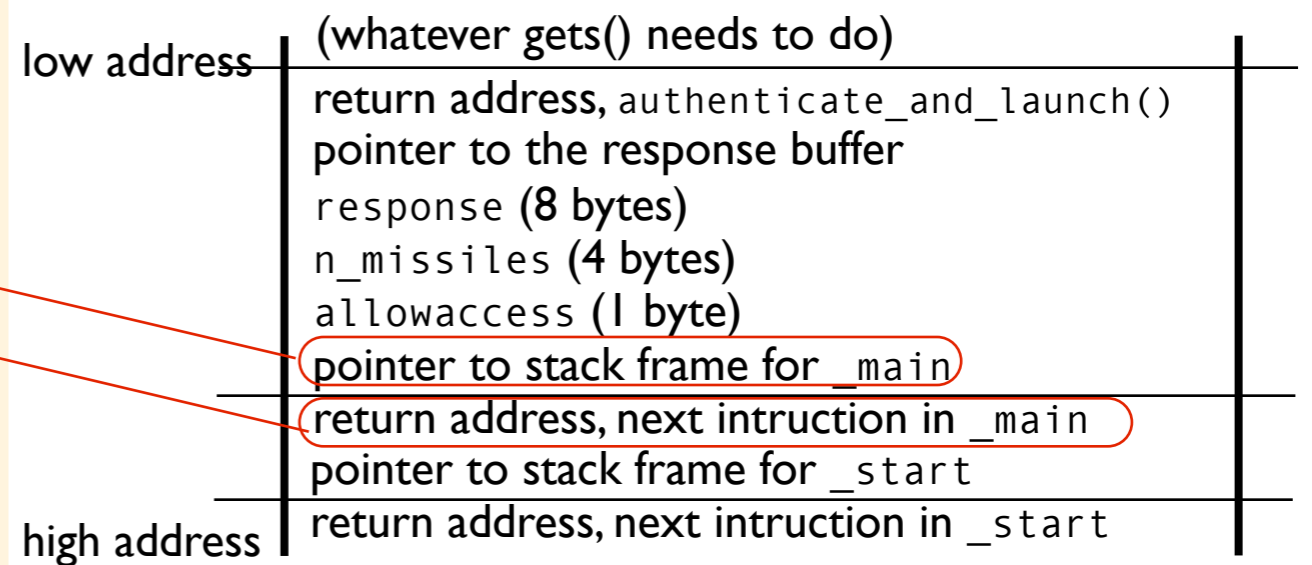 (whatever gets() needs to do)
low address
return address, authenticate_and_launch()
pointer to the response buffer
response (8 bytes)
n_missiles (4 bytes)
allowaccess (1 byte)
pointer to stack frame for _main
return address, next intruction in _main
pointer to stack frame for _start
return address, next intruction in _start
high address